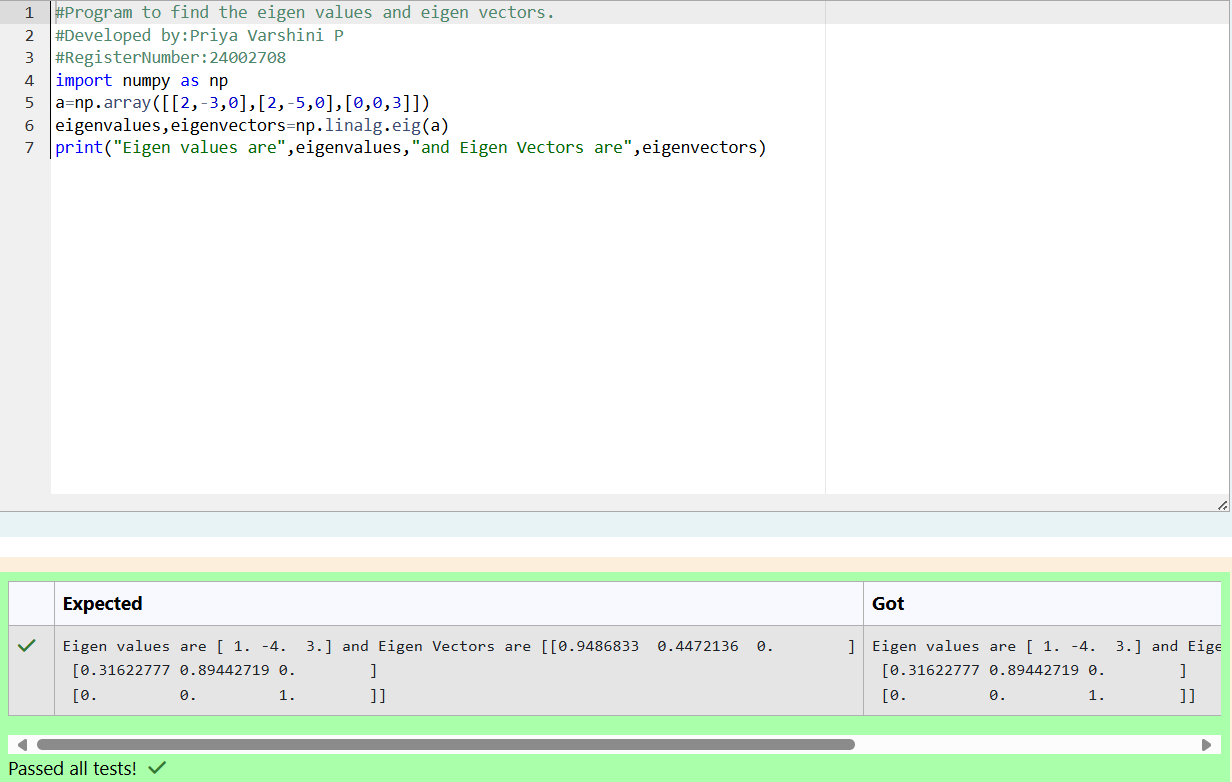 1 #Program to find the eigen values and eigen vectors.
2 #Developed by:Priya Varshini P
3 #RegisterNumber:24002708
4 import numpy as np
5 a=np.array([[2,-3,0],[2,-5,0],[0,0,3]])
6 eigenvalues,eigenvectors=np.linalg.eig(a)
7 print("Eigen values are",eigenvalues,"and Eigen Vectors are",eigenvectors)
Expected Got
Eigen values are [ 1. -4.  3.] and Eigen Vectors are [[0.9486833  0.4472136  0.        ] Eigen values are [ 1. -4.  3.] and Eige
[0.31622777 0.89442719 0.        ] [0.31622777 0.89442719 0.        ]
[0.         0.         1.        ]] [0.         0.         1.        ]]
Passed all tests!